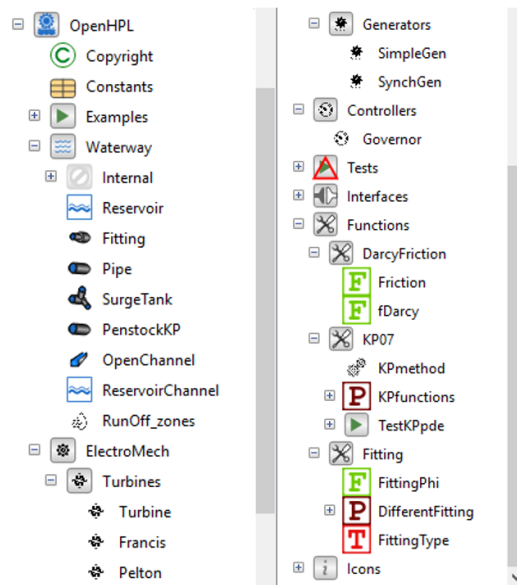 OpenHPL
Copyright
Constants
Examples
Waterway
Internal
Reservoir
Fitting
Pipe
SurgeTank
PenstockKP
OpenChannel
ReservoirChannel
RunOff_zones
ElectroMech
Turbines
Turbine
Francis
Pelton
Generators
SimpleGen
SynchGen
Controllers
Governor
Tests
Interfaces
Functions
DarcyFriction
F Friction
F fDarcy
KP07
KPmethod
P KPfunctions
TestKPpde
Fitting
F FittingPhi
P DifferentFitting
T FittingType
i Icons